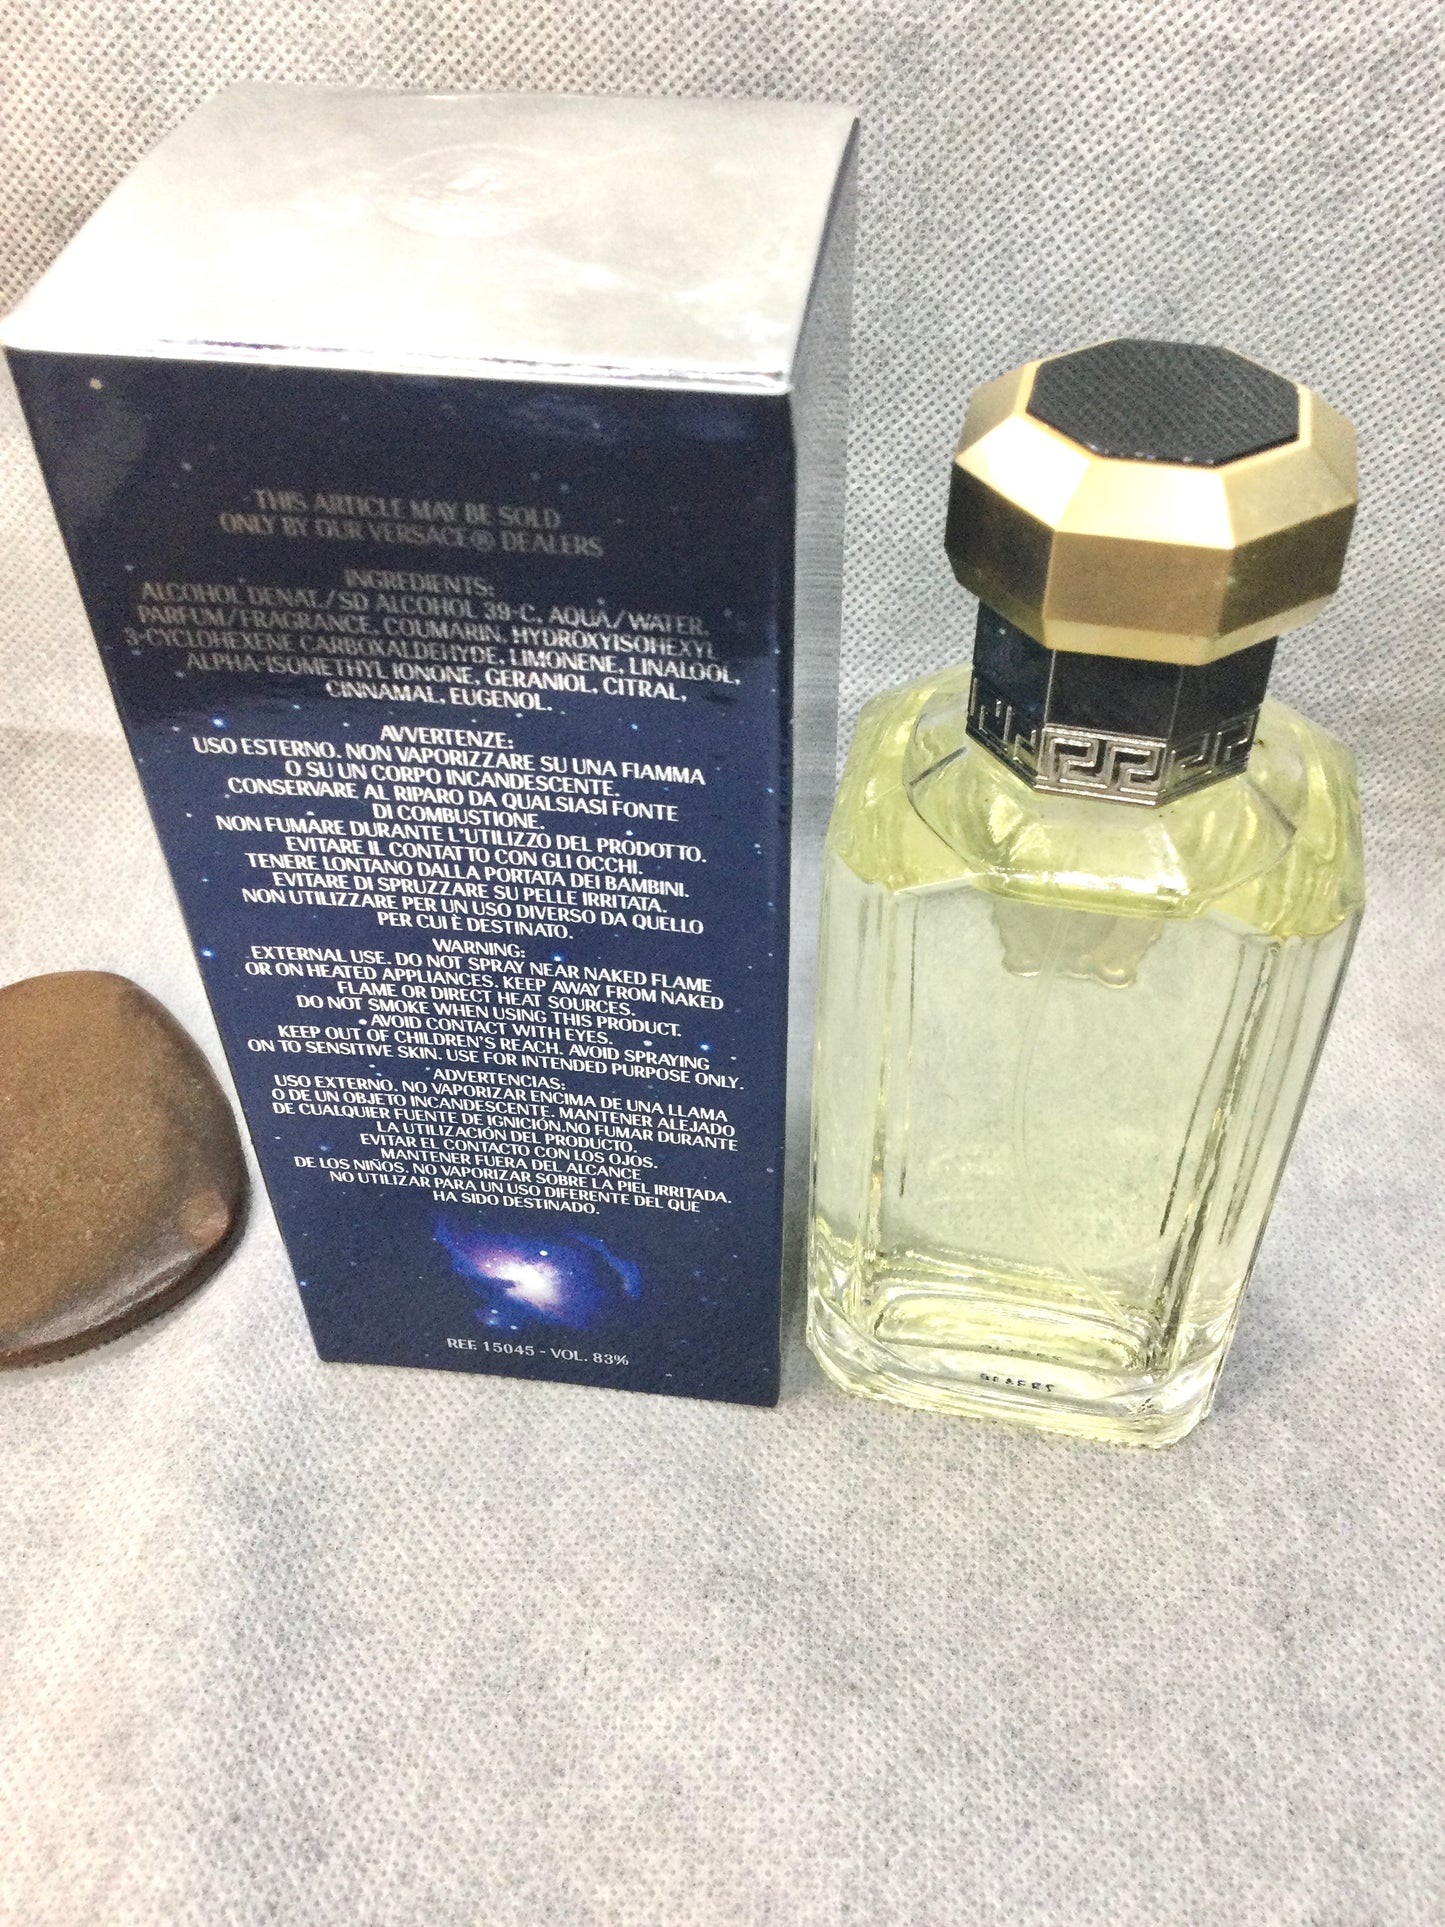 THIS ARTICLE MAY BE SOLD
ONLY BY OUR VERSACE® DEALERS
INGREDIENTS:
ALCOHOL DENAT./SD ALCOHOL 39-C, AQUA/WATER,
PARFUM/FRAGRANCE, COUMARIN, HYDROXYISOHEXYL
3-CYCLOHEXENE CARBOXALDEHYDE, LIMONENE, LINALOOL,
ALPHA-ISOMETHYL IONONE, GERANIOL, CITRAL,
CINNAMAL, EUGENOL.
AVVERTENZE:
USO ESTERNO. NON VAPORIZZARE SU UNA FIAMMA
O SU UN CORPO INCANDESCENTE.
CONSERVARE AL RIPARO DA QUALSIASI FONTE
DI COMBUSTIONE.
NON FUMARE DURANTE L'UTILIZZO DEL PRODOTTO.
EVITARE IL CONTATTO CON GLI OCCHI.
TENERE LONTANO DALLA PORTATA DEI BAMBINI.
EVITARE DI SPRUZZARE SU PELLE IRRITATA.
NON UTILIZZARE PER UN USO DIVERSO DA QUELLO
PER CUI È DESTINATO.
WARNING:
EXTERNAL USE. DO NOT SPRAY NEAR NAKED FLAME
OR ON HEATED APPLIANCES. KEEP AWAY FROM NAKED
FLAME OR DIRECT HEAT SOURCES.
DO NOT SMOKE WHEN USING THIS PRODUCT.
AVOID CONTACT WITH EYES.
KEEP OUT OF CHILDREN'S REACH. AVOID SPRAYING
ON TO SENSITIVE SKIN. USE FOR INTENDED PURPOSE ONLY.
ADVERTENCIAS:
USO EXTERNO. NO VAPORIZAR ENCIMA DE UNA LLAMA
O DE UN OBJETO INCANDESCENTE. MANTENER ALEJADO
DE CUALQUIER FUENTE DE IGNICIÓN.NO FUMAR DURANTE
LA UTILIZACIÓN DEL PRODUCTO.
EVITAR EL CONTACTO CON LOS OJOS.
MANTENER FUERA DEL ALCANCE
DE LOS NIÑOS. NO VAPORIZAR SOBRE LA PIEL IRRITADA.
NO UTILIZAR PARA UN USO DIFERENTE DEL QUE
HA SIDO DESTINADO.
REF. 15045 - VOL. 83%